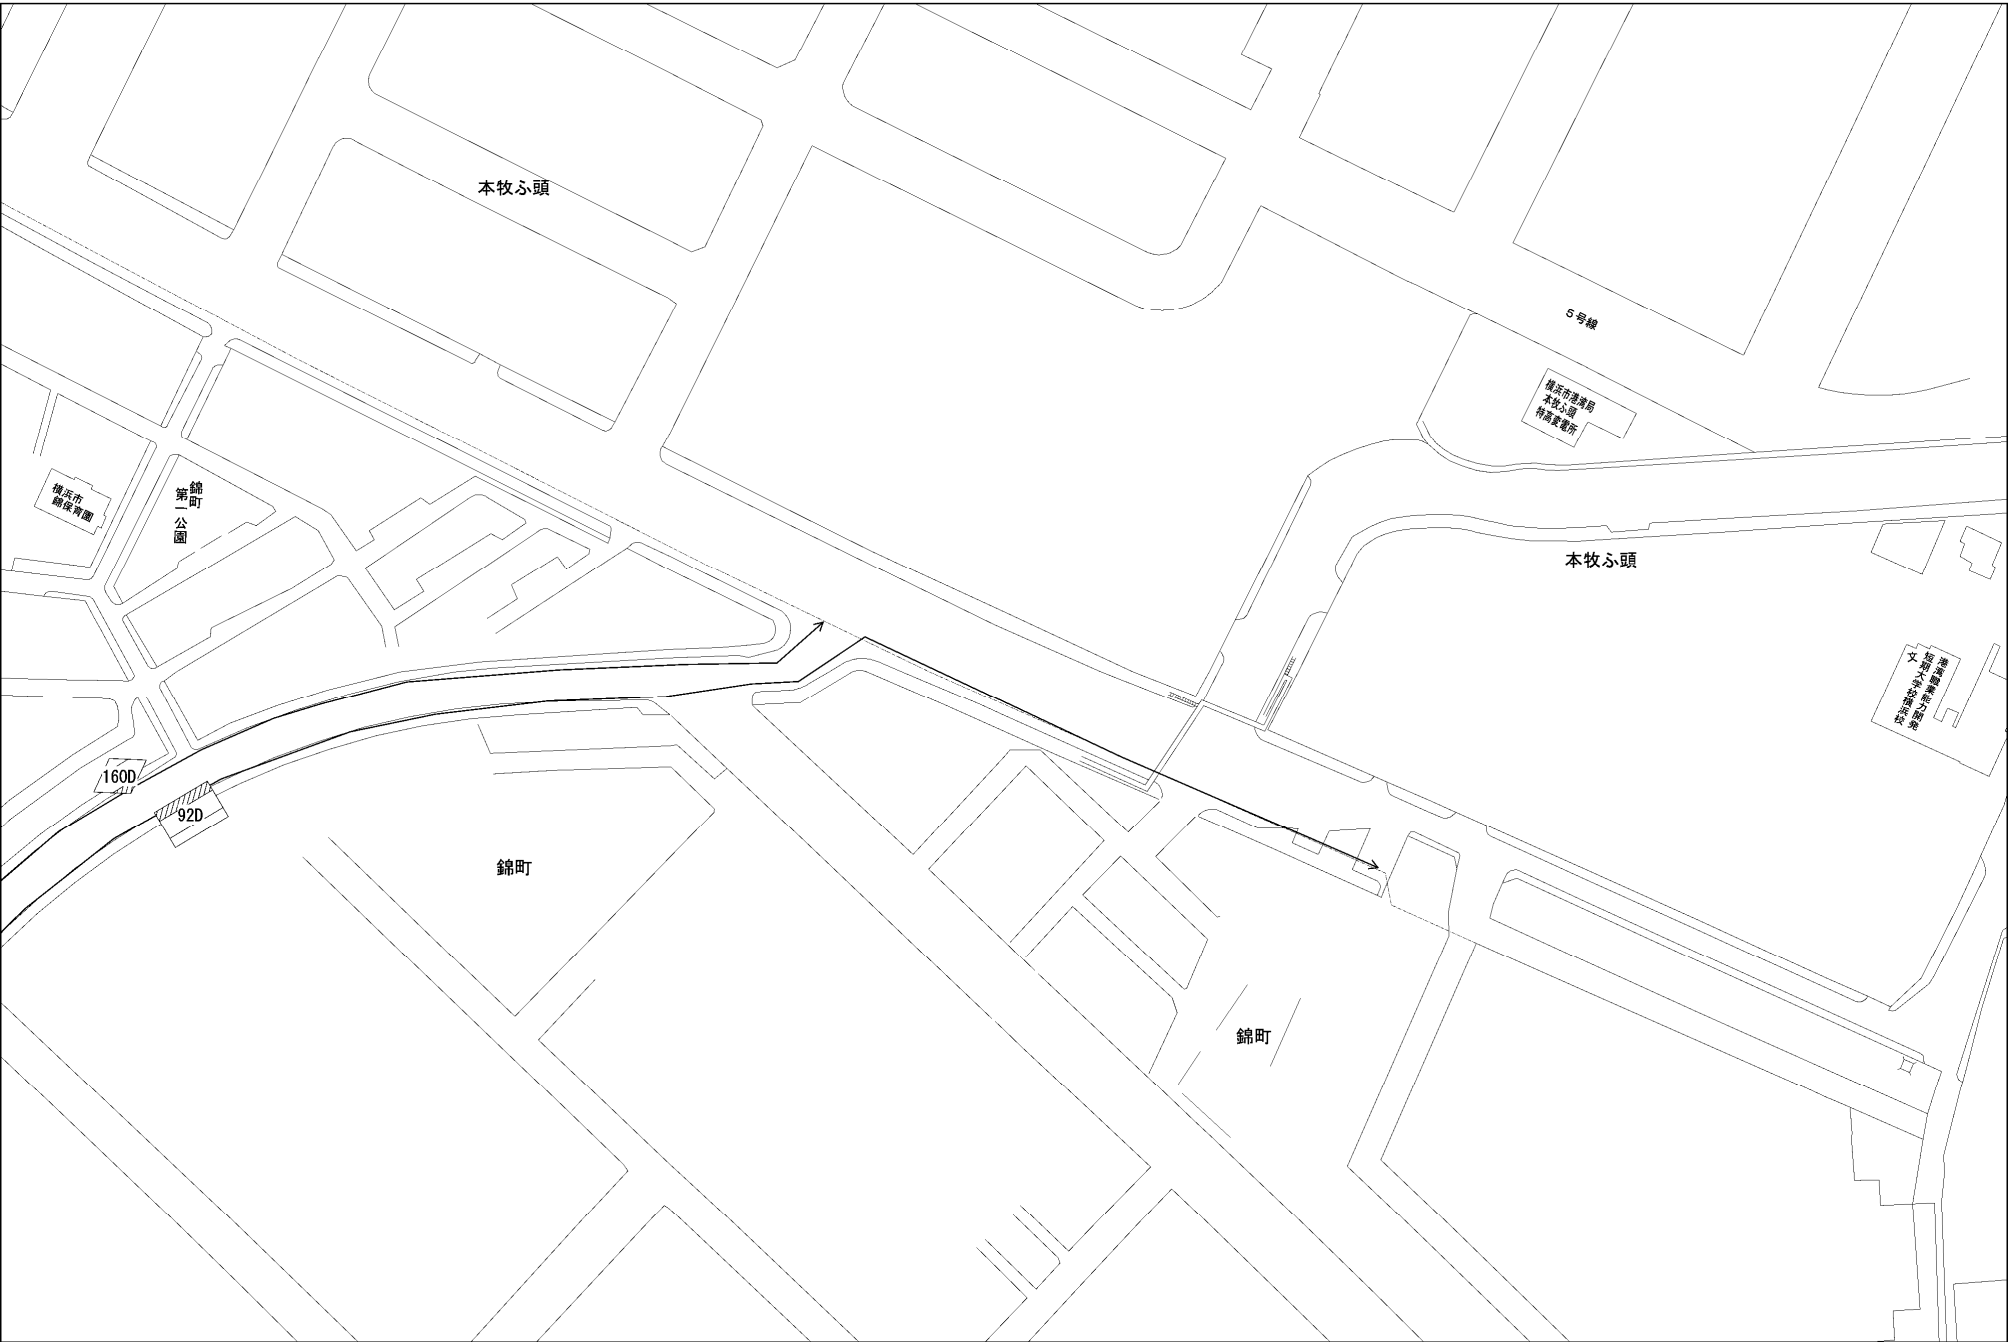 本牧ふ頭
5号線
横浜市港湾局
本牧ふ頭
特高変電所
横浜市
錦保育園
錦町
第一公園
本牧ふ頭
港湾職業能力開発
短期大学校横浜校
文
160D
92D
錦町
錦町